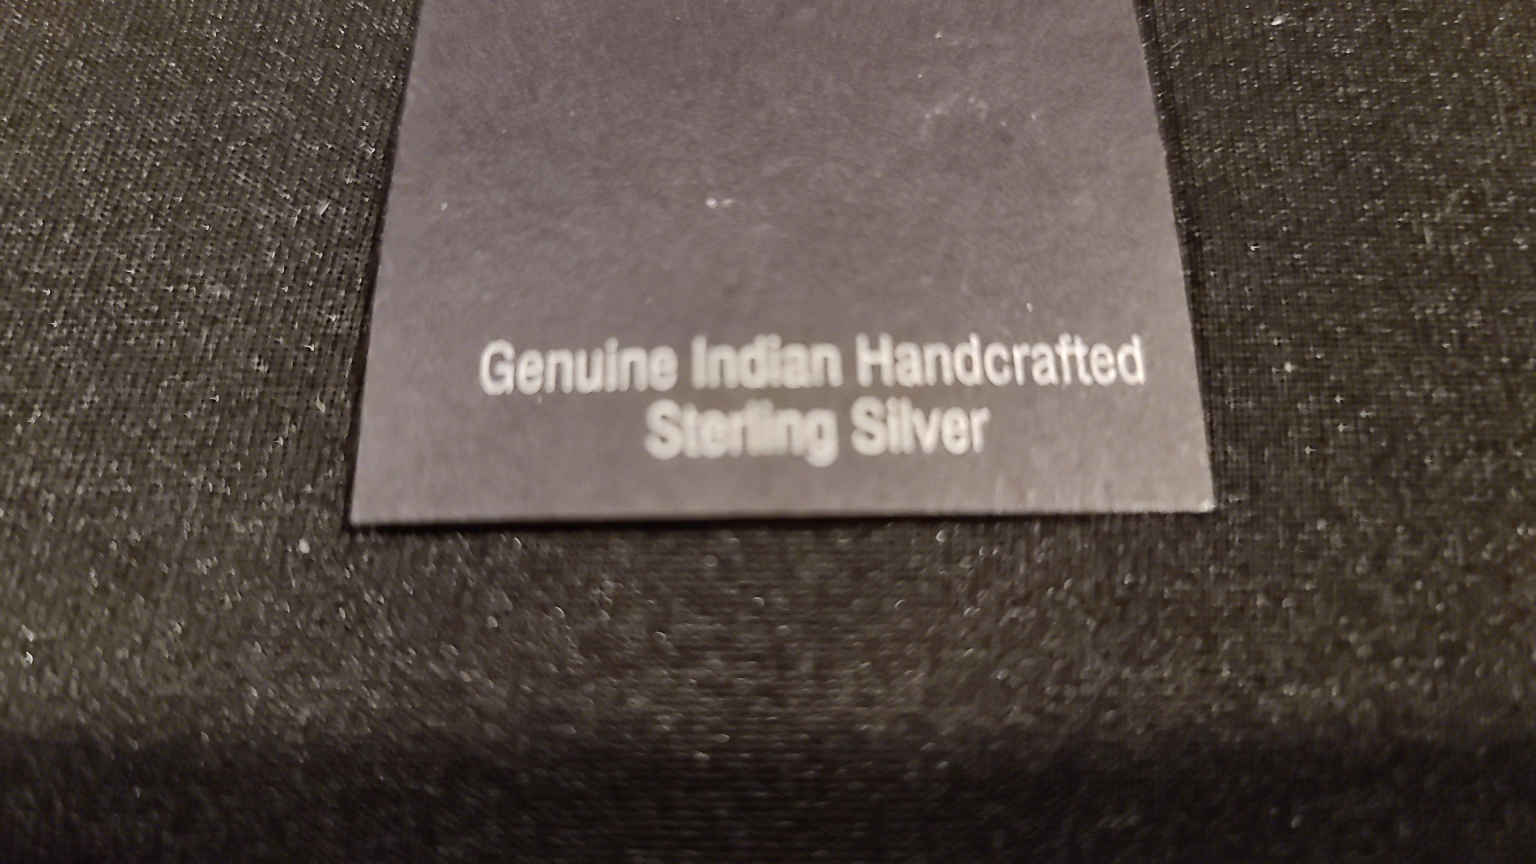 Genuine Indian Handcrafted
Sterling Silver